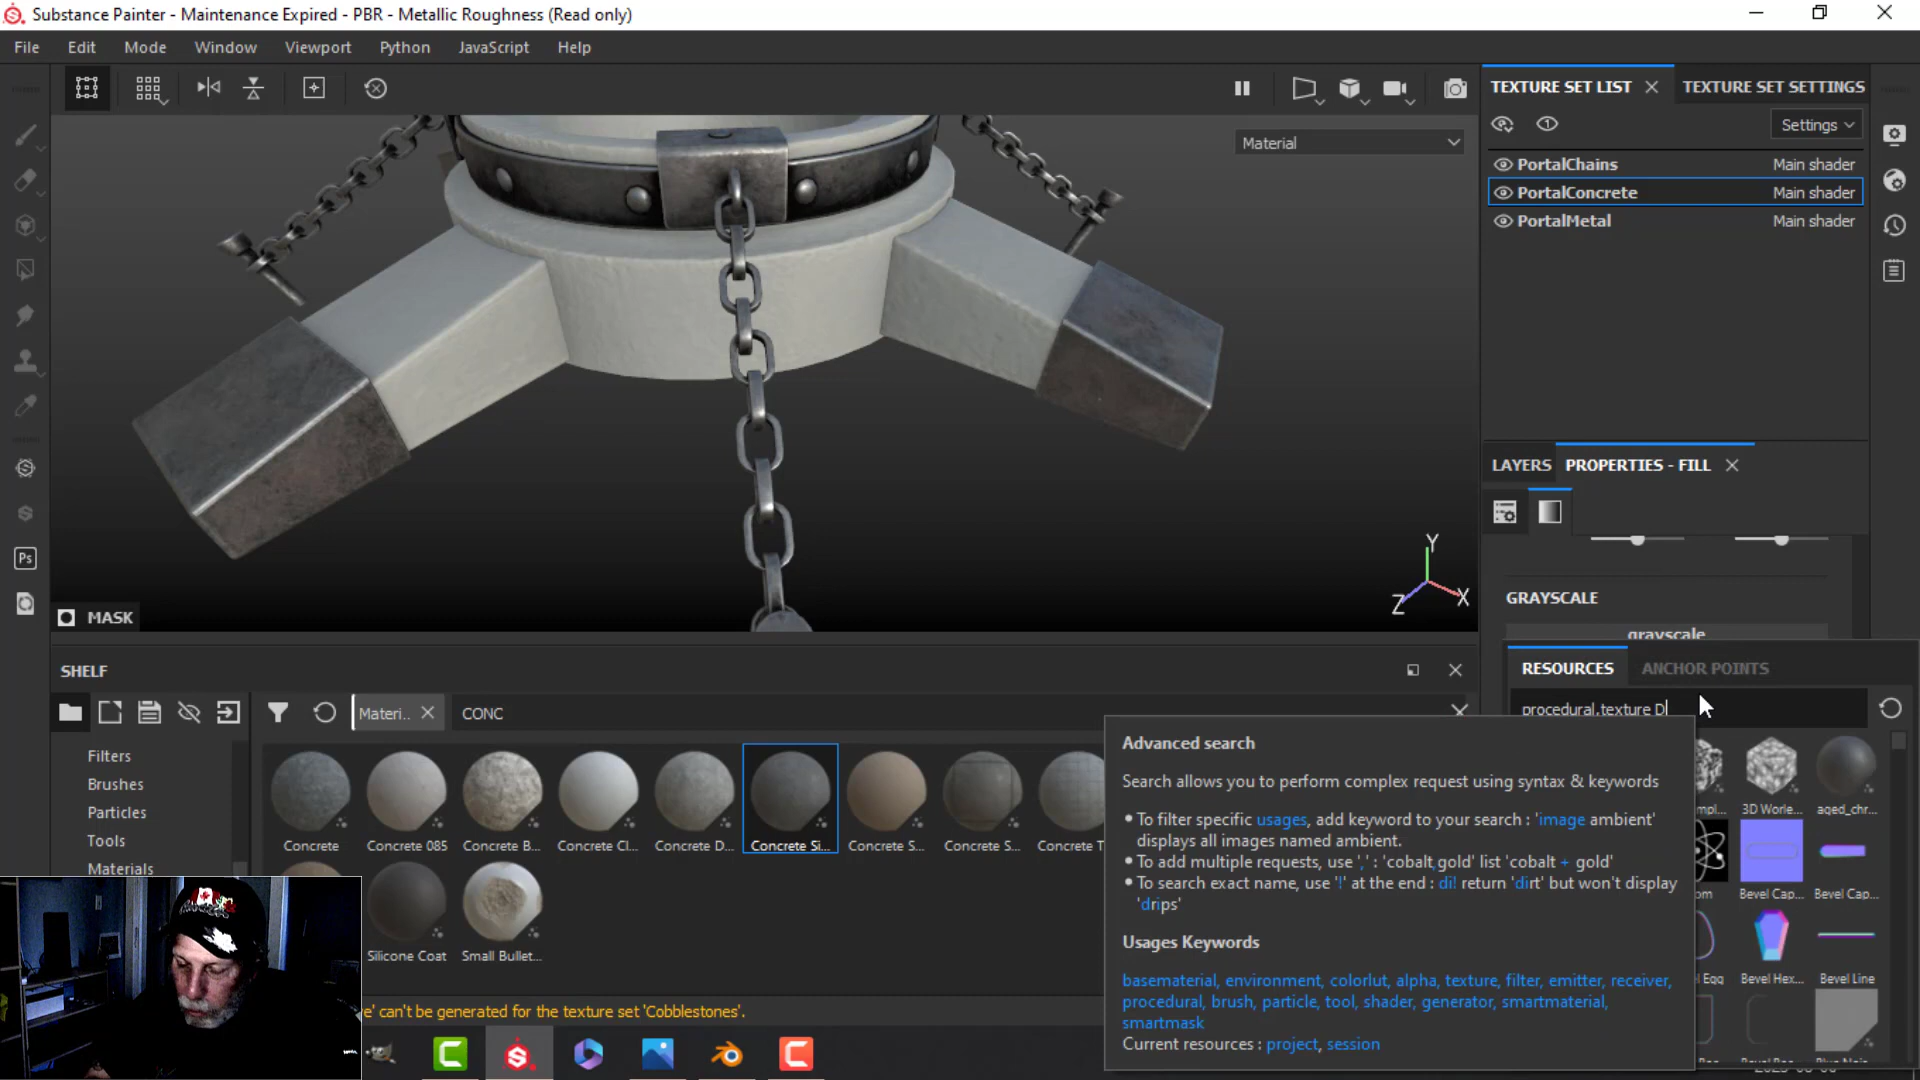 Substance Painter - Maintenance Expired - PBR - Metallic Roughness (Read only)
File Edit Mode Window Viewport Python JavaScript Help
TEXTURE SET LIST TEXTURE SET SETTINGS
Settings
Material
PortalChains Main shader
PortalConcrete Main shader
PortalMetal Main shader
LAYERS PROPERTIES - FILL
Y
X
Z
GRAYSCALE
grayscale
MASK
SHELF
RESOURCES ANCHOR POINTS
procedural,texture D
Materi.. CONC
Filters
Brushes
Particles
Tools
Materials
Concrete Concrete 085 Concrete B... Concrete Cl... Concrete D... Concrete Si... Concrete S... Concrete S... Concrete T
Silicone Coat Small Bullet...
Advanced search
Search allows you to perform complex request using syntax & keywords
• To filter specific usages, add keyword to your search : 'image ambient'
displays all images named ambient.
• To add multiple requests, use ',' : 'cobalt,gold' list 'cobalt + gold'
• To search exact name, use '!' at the end : di! return 'dirt' but won't display
'drips'
Usages Keywords
basematerial, environment, colorlut, alpha, texture, filter, emitter, receiver,
procedural, brush, particle, tool, shader, generator, smartmaterial,
smartmask
Current resources : project, session
mpl... 3D Worle... aged_chr...
om Bevel Cap... Bevel Cap...
Egg Bevel Hex... Bevel Line
e' can't be generated for the texture set 'Cobblestones'.
Ps